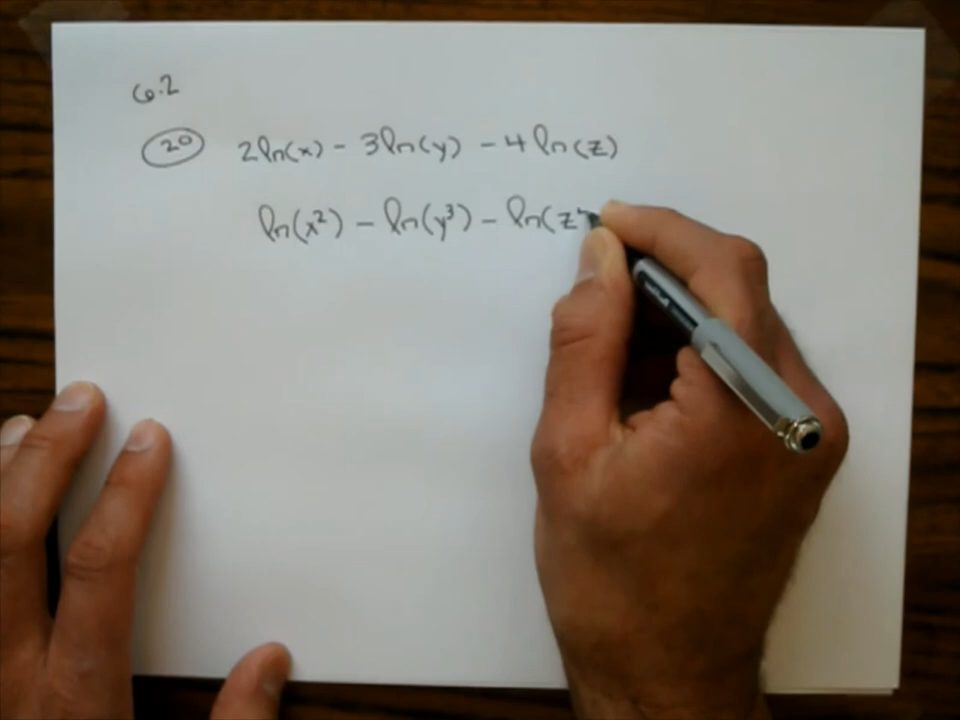 6.2
20 2ln(x) - 3ln(y) - 4ln(z)
ln(x²) - ln(y³) - ln(z